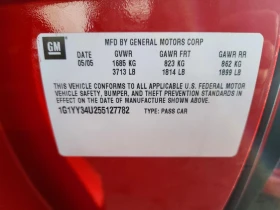 GM
MFD BY GENERAL MOTORS CORP
DATE GVWR GAWR FRT GAWR RR
05/05 1685 KG 823 KG 862 KG
3713 LB 1814 LB 1899 LB
THIS VEHICLE CONFORMS TO ALL APPLICABLE U.S. FEDERAL MOTOR
VEHICLE SAFETY, BUMPER, AND THEFT PREVENTION STANDARDS IN
EFFECT ON THE DATE OF MANUFACTURE SHOWN ABOVE.
1G1YY34U255127782 TYPE: PASS CAR